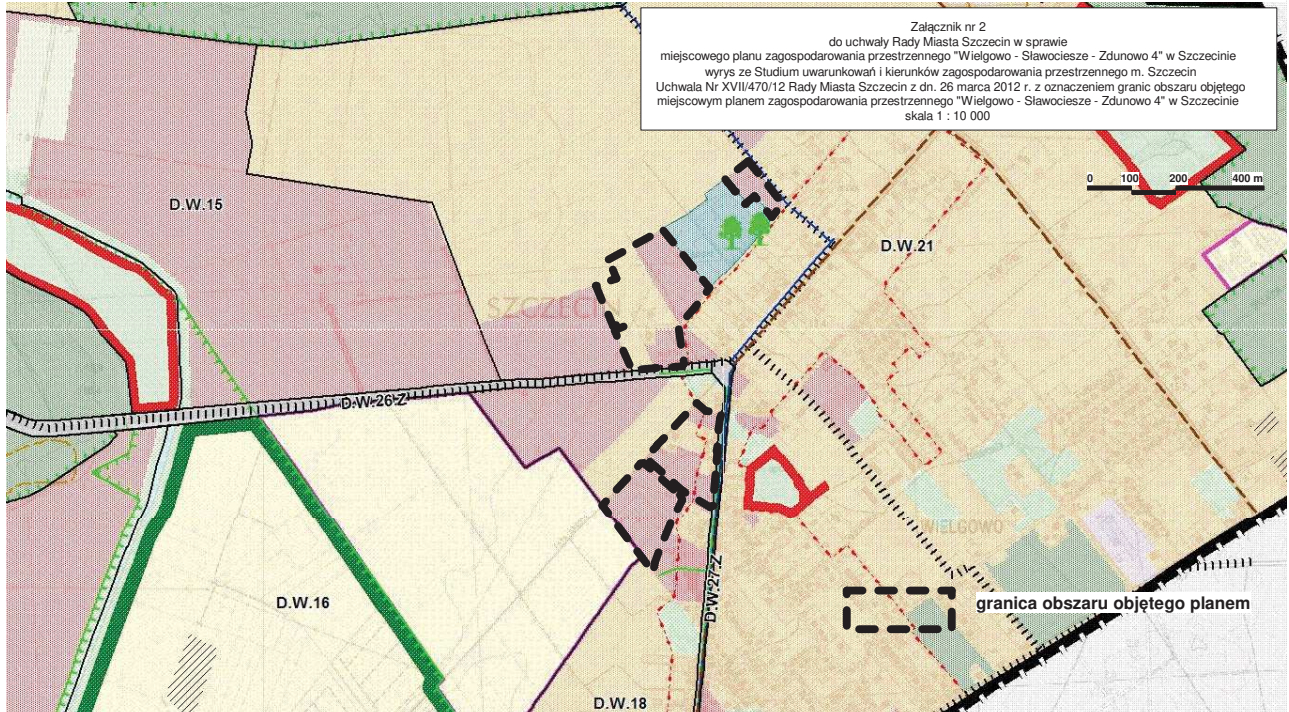 Załącznik nr 2
do uchwały Rady Miasta Szczecin w sprawie
miejscowego planu zagospodarowania przestrzennego "Wielgowo - Sławociesze - Zdunowo 4" w Szczecinie
wyrys ze Studium uwarunkowań i kierunków zagospodarowania przestrzennego m. Szczecin
Uchwala Nr XVII/470/12 Rady Miasta Szczecin z dn. 26 marca 2012 r. z oznaczeniem granic obszaru objętego
miejscowym planem zagospodarowania przestrzennego "Wielgowo - Sławociesze - Zdunowo 4" w Szczecinie
skala 1 : 10 000
0 100 200 400 m
D.W.15
D.W.21
SZCZECIN
D.W.26 Z
WIELGOWO
D.W.27 Z
D.W.16
granica obszaru objętego planem
D.W.18